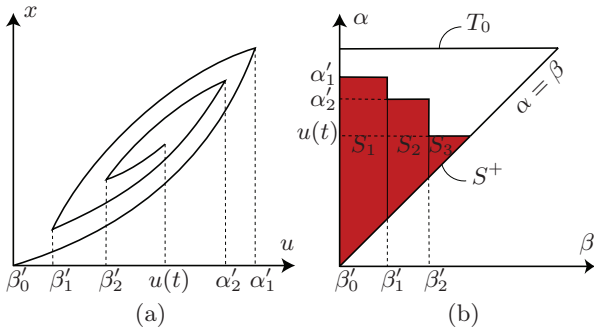 x
u
β′₀ β′₁ β′₂ u(t) α′₂ α′₁
(a)
α
T₀
α′₁
α′₂
α = β
u(t)
S₁ S₂ S₃
S⁺
β
β′₀ β′₁ β′₂
(b)